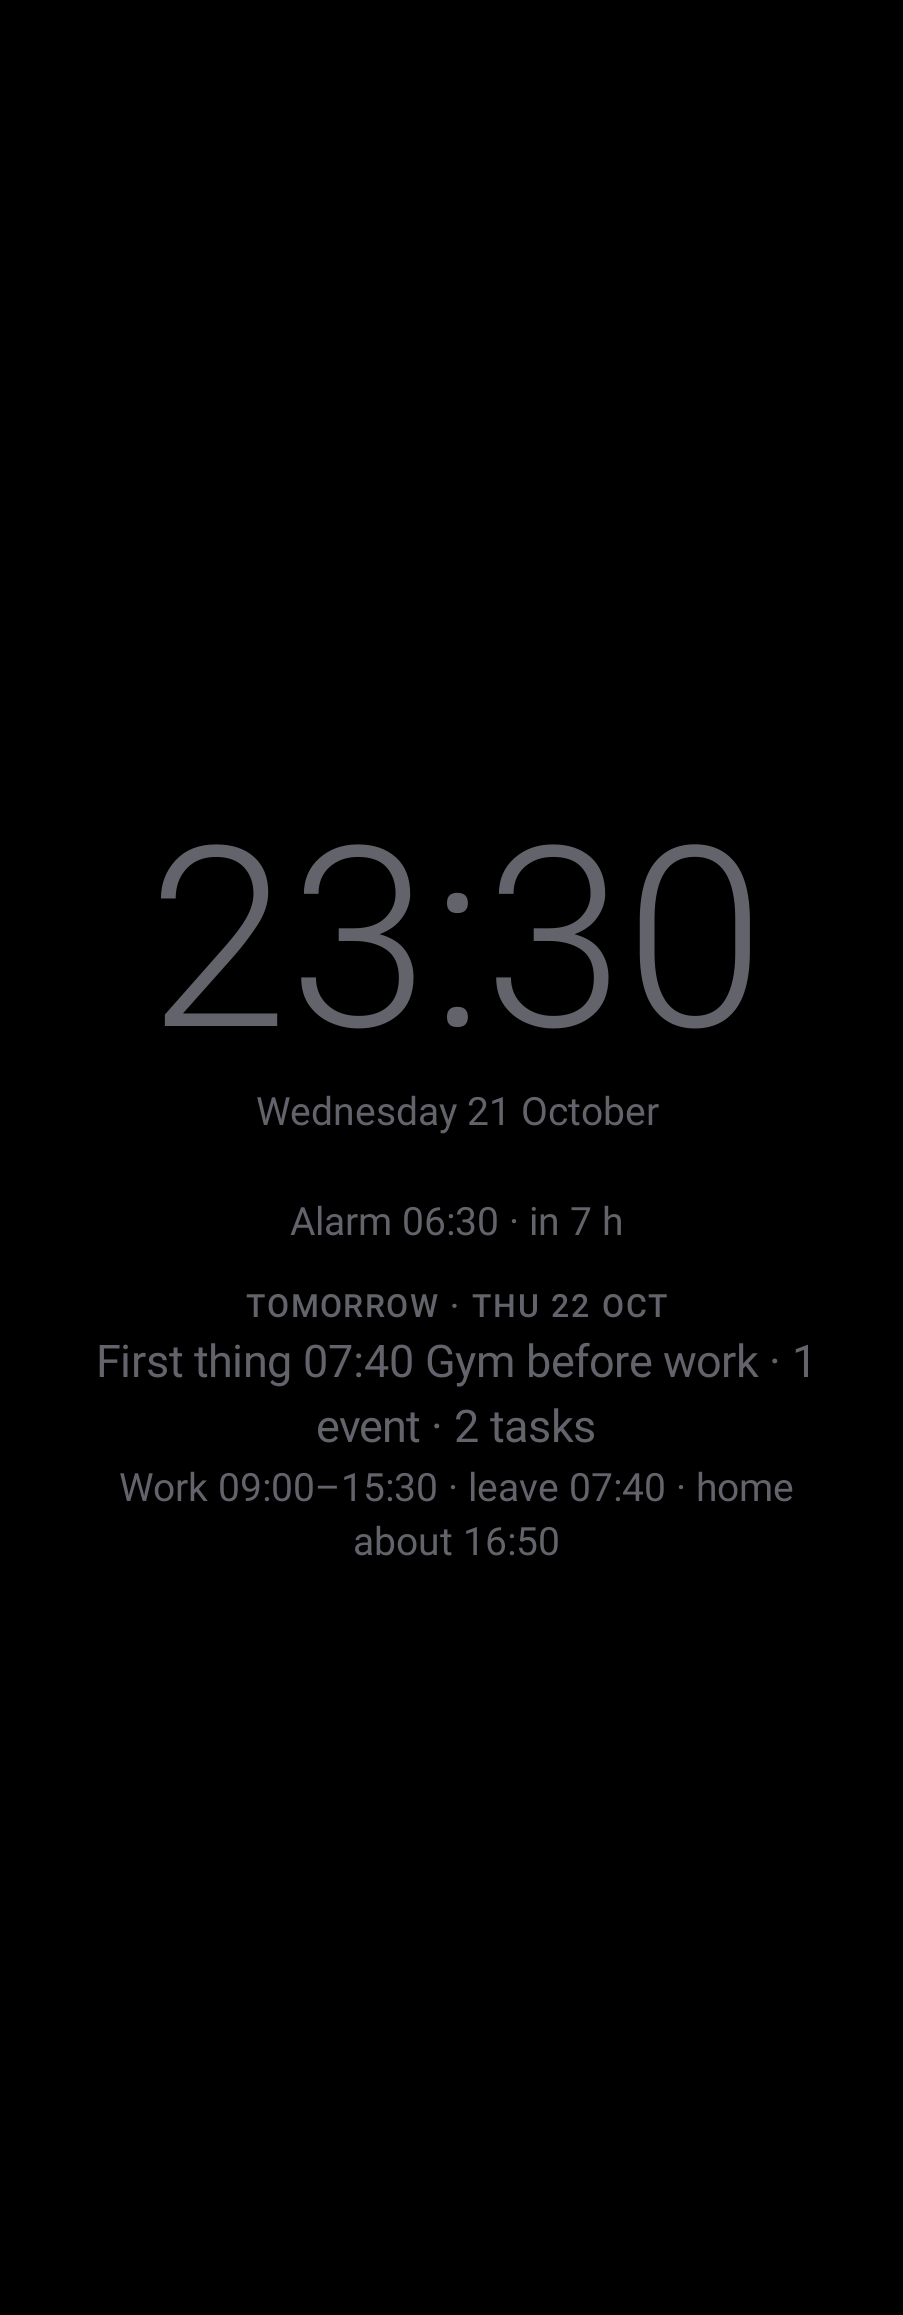 23:30
Wednesday 21 October
Alarm 06:30 · in 7 h
TOMORROW · THU 22 OCT
First thing 07:40 Gym before work · 1
event · 2 tasks
Work 09:00–15:30 · leave 07:40 · home
about 16:50